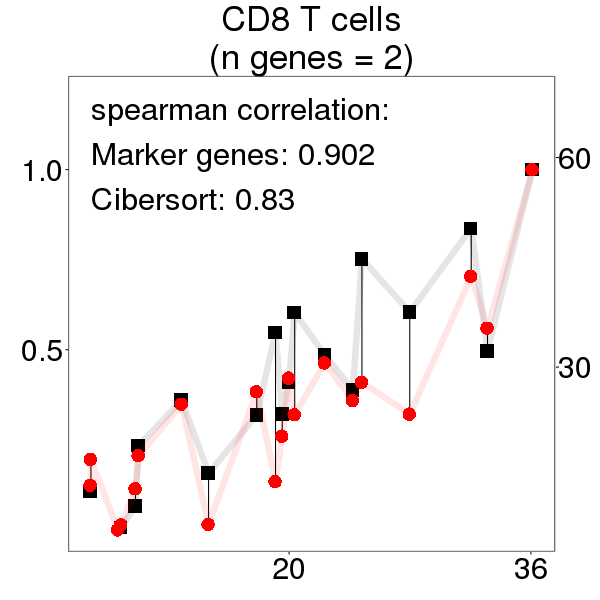 CD8 T cells
(n genes = 2)
spearman correlation:
Marker genes: 0.902
Cibersort: 0.83
1.0
0.5
60
30
20
36